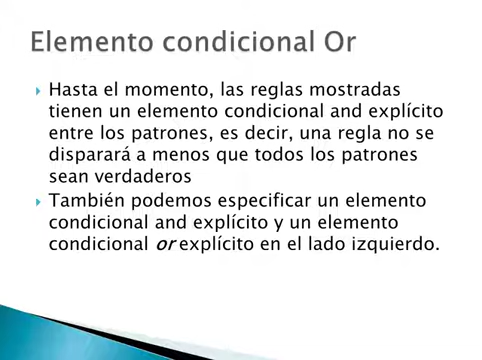 Elemento condicional Or
Hasta el momento, las reglas mostradas
tienen un elemento condicional and explícito
entre los patrones, es decir, una regla no se
disparará a menos que todos los patrones
sean verdaderos
También podemos especificar un elemento
condicional and explícito y un elemento
condicional or explícito en el lado izquierdo.